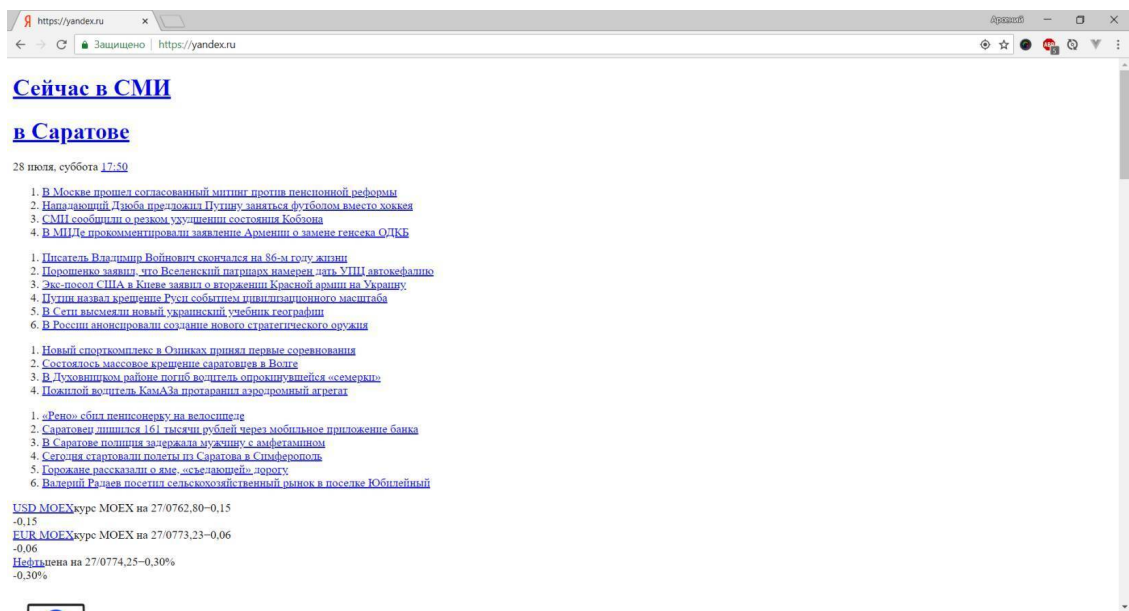 https://yandex.ru
Арсений
Защищено | https://yandex.ru
ABP
5
Сейчас в СМИ
в Саратове
28 июля, суббота 17:50
1. В Москве прошел согласованный митинг против пенсионной реформы
2. Нападающий Дзюба предложил Путину заняться футболом вместо хоккея
3. СМИ сообщили о резком ухудшении состояния Кобзона
4. В МИДе прокомментировали заявление Армении о замене генсека ОДКБ
1. Писатель Владимир Войнович скончался на 86-м году жизни
2. Порошенко заявил, что Вселенский патриарх намерен дать УПЦ автокефалию
3. Экс-посол США в Киеве заявил о вторжении Красной армии на Украину
4. Путин назвал крещение Руси событием цивилизационного масштаба
5. В Сети высмеяли новый украинский учебник географии
6. В России анонсировали создание нового стратегического оружия
1. Новый спорткомплекс в Озинках принял первые соревнования
2. Состоялось массовое крещение саратовцев в Волге
3. В Духовницком районе погиб водитель опрокинувшейся «семерки»
4. Пожилой водитель КамАЗа протаранил аэродромный агрегат
1. «Рено» сбил пенсионерку на велосипеде
2. Саратовец лишился 161 тысячи рублей через мобильное приложение банка
3. В Саратове полиция задержала мужчину с амфетамином
4. Сегодня стартовали полеты из Саратова в Симферополь
5. Горожане рассказали о яме, «съедающей» дорогу
6. Валерий Радаев посетил сельскохозяйственный рынок в поселке Юбилейный
USD MOEXкурс MOEX на 27/0762,80−0,15
-0,15
EUR MOEXкурс MOEX на 27/0773,23−0,06
-0,06
Нефтьцена на 27/0774,25−0,30%
-0,30%